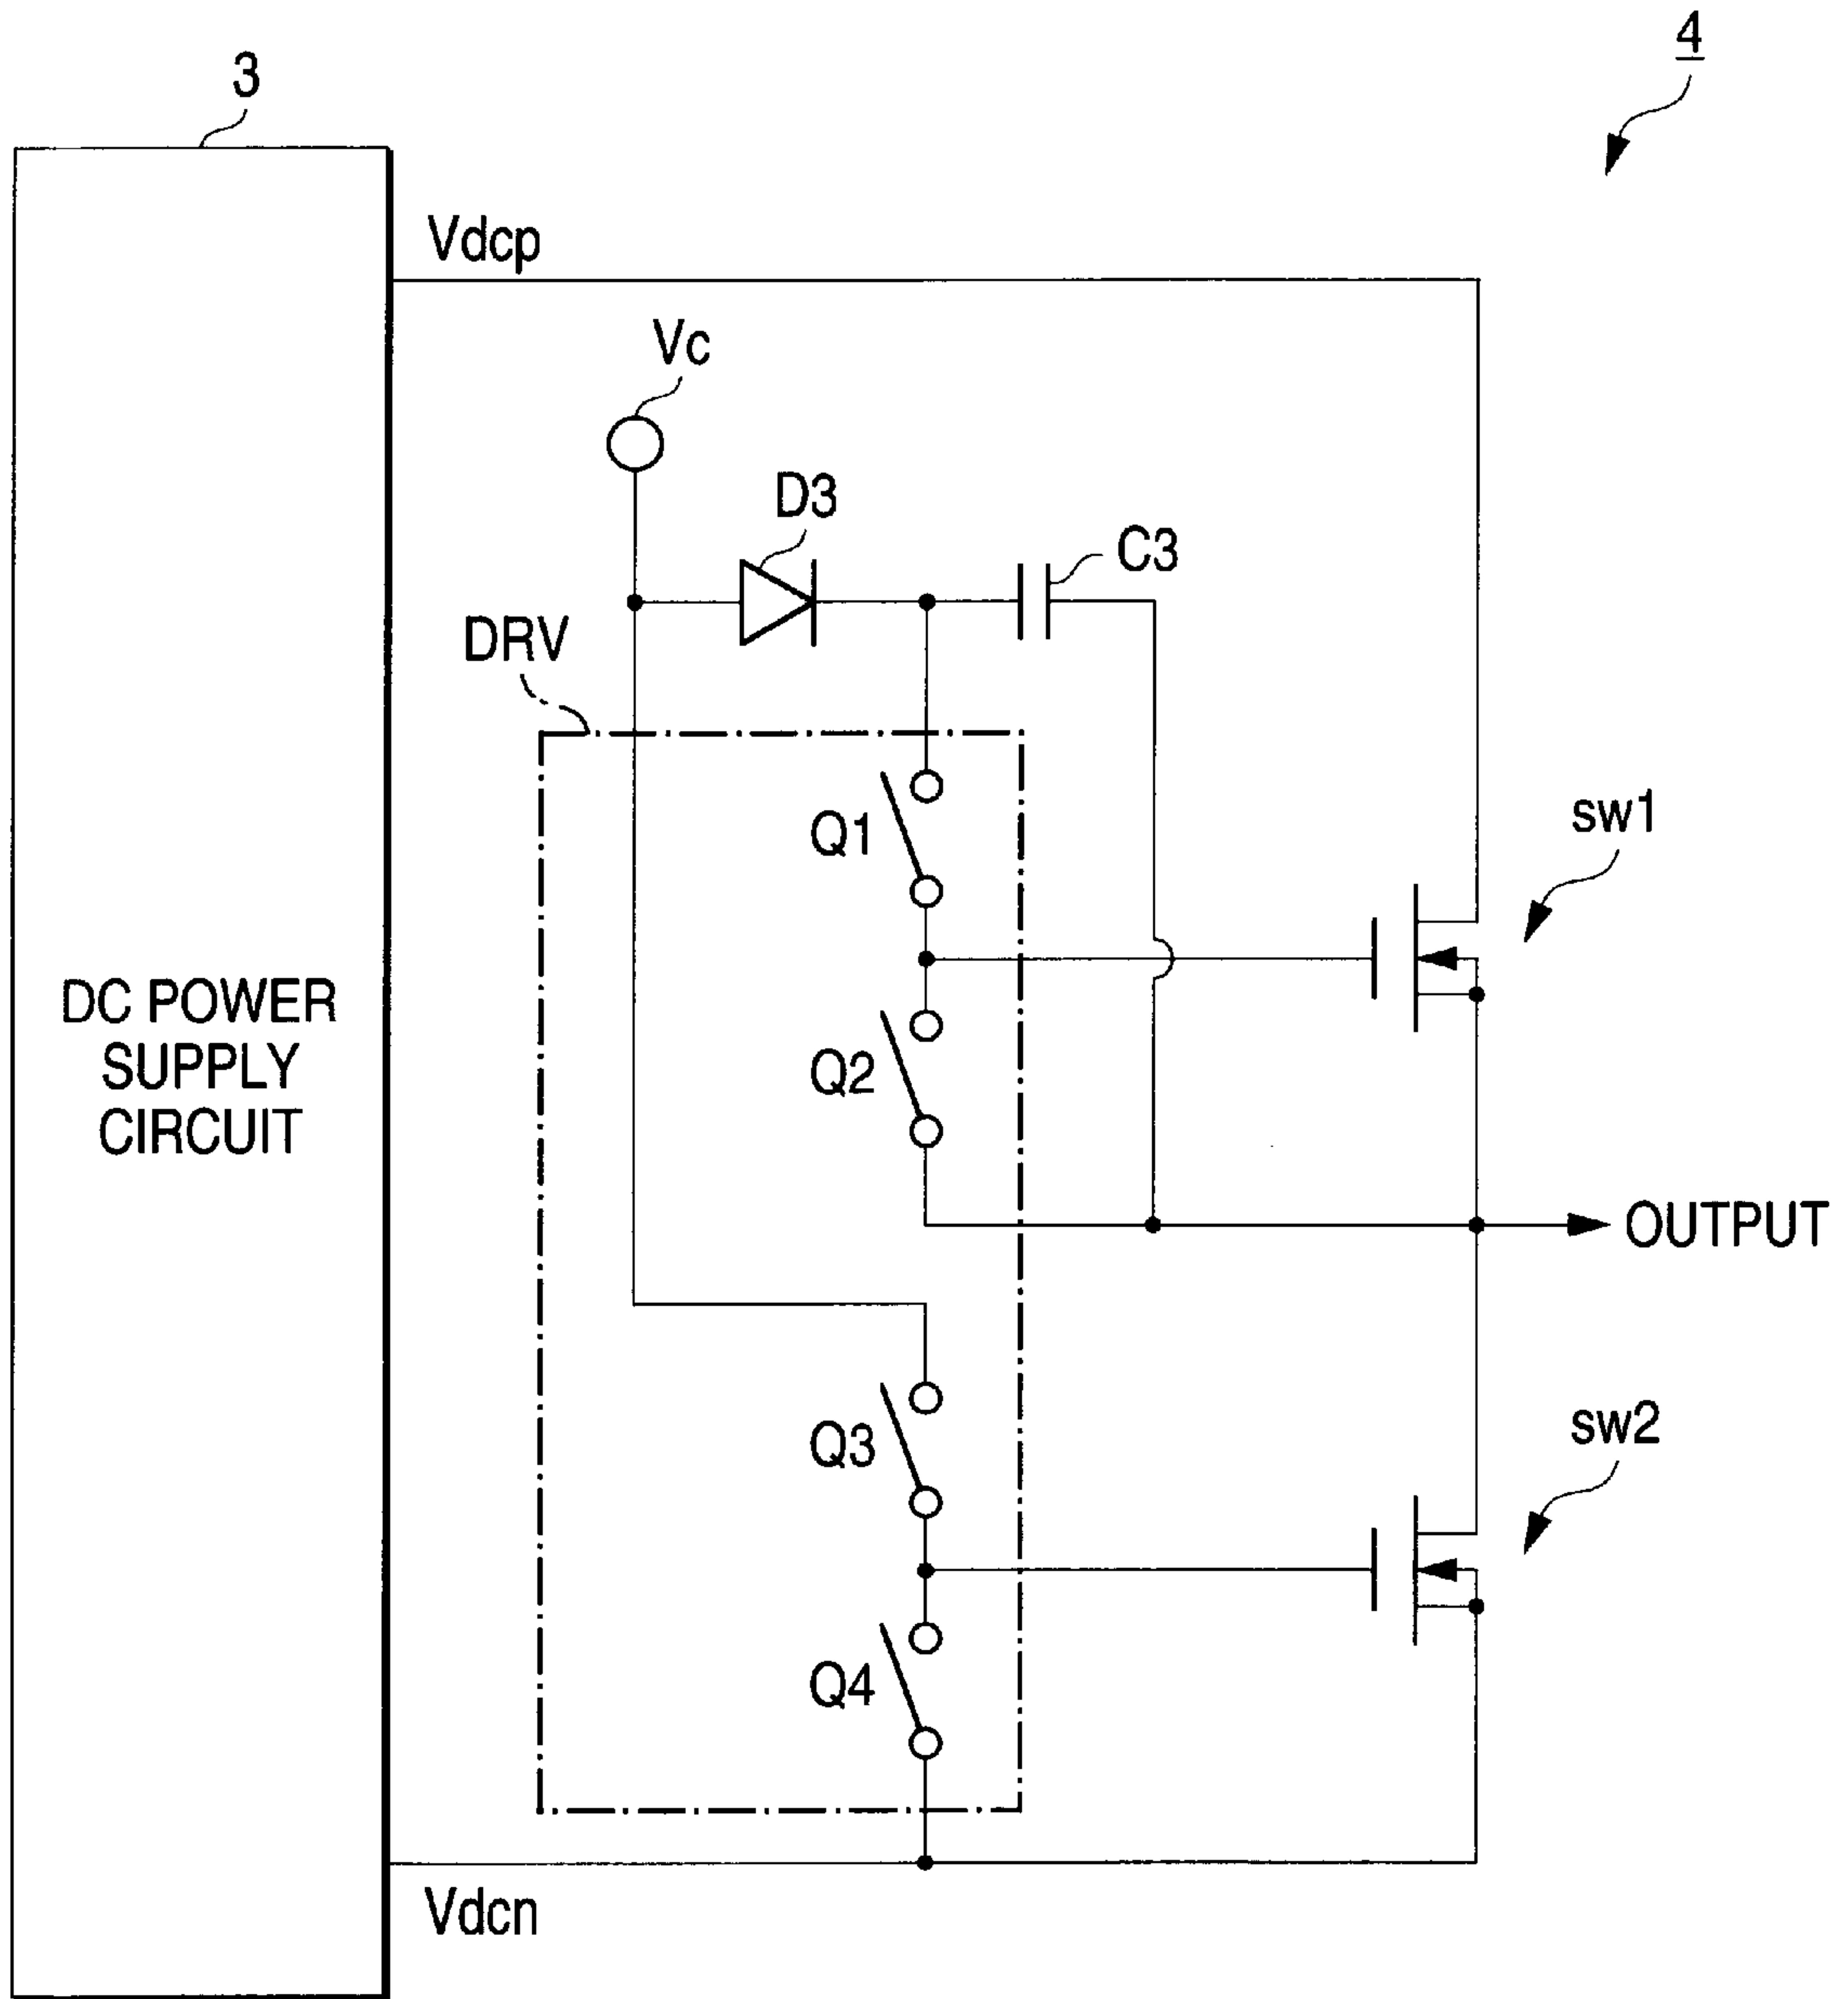 4
3
Vdcp
Vc
D3
C3
DRV
Q1
sw1
DC POWER
SUPPLY
CIRCUIT
Q2
OUTPUT
Q3
sw2
Q4
Vdcn